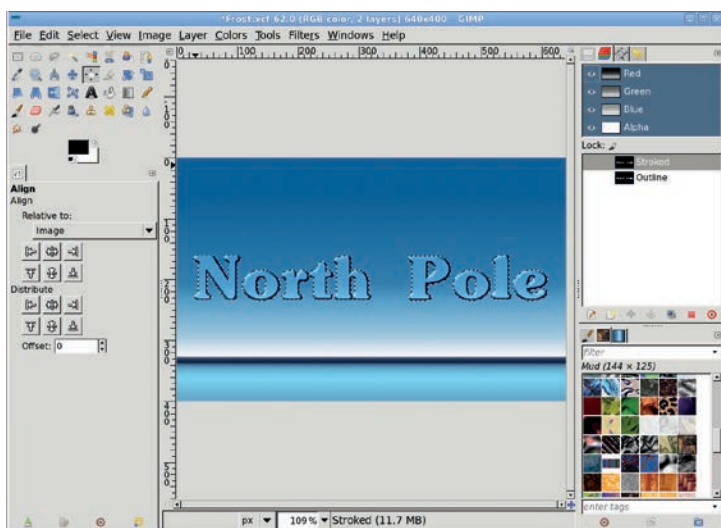 *Frost.xcf 62.0 (RGB color, 2 layers) 640x400 – GIMP
File Edit Select View Image Layer Colors Tools Filters Windows Help
0 100 200 300 400 500 600
Red
Green
Blue
Alpha
Lock:
Stroked
Outline
Align
Align
Relative to:
Image
Distribute
Offset: 0
North Pole
filter
Mud (144 × 125)
enter tags
px 109% Stroked (11.7 MB)